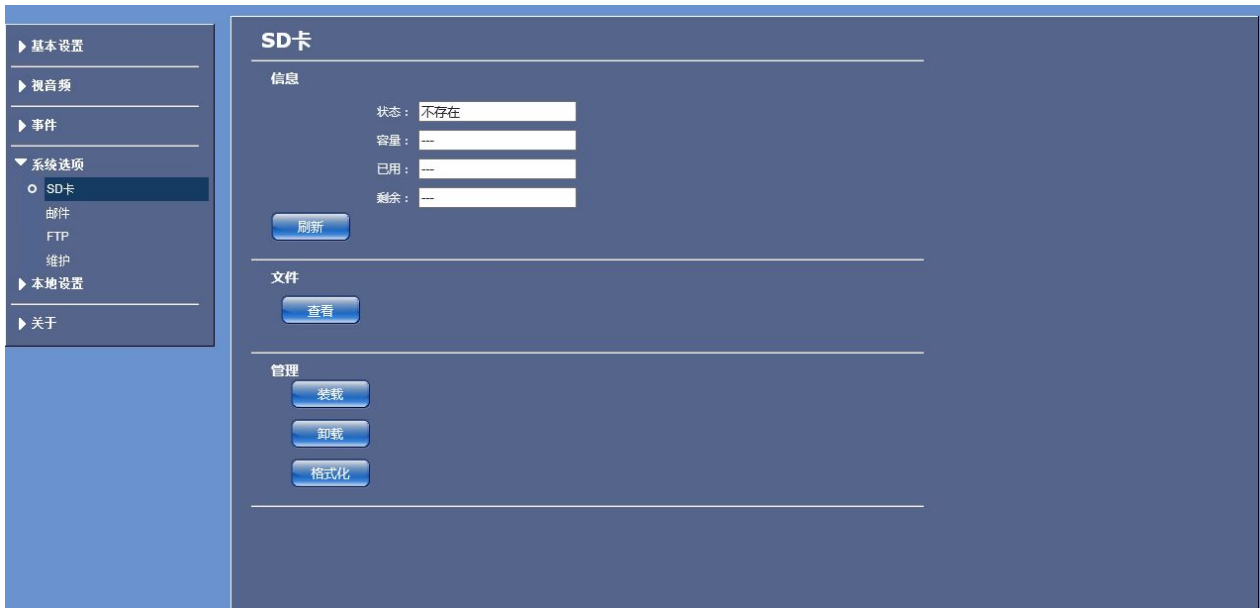 基本设置
视音频
事件
系统选项
SD卡
邮件
FTP
维护
本地设置
关于
SD卡
信息
状态： 不存在
容量： ---
已用： ---
剩余： ---
刷新
文件
查看
管理
装载
卸载
格式化